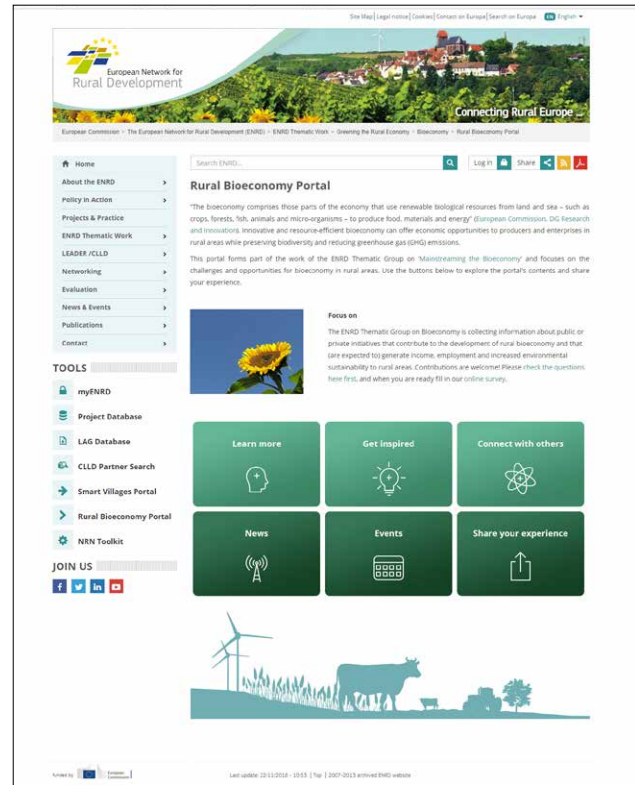 Site Map | Legal notice | Cookies | Contact on Europa | Search on Europa EN English
European Network for
Rural Development
Connecting Rural Europe ...
European Commission > The European Network for Rural Development (ENRD) > ENRD Thematic Work > Greening the Rural Economy > Bioeconomy > Rural Bioeconomy Portal
Home
About the ENRD
Policy in Action
Projects & Practice
ENRD Thematic Work
LEADER /CLLD
Networking
Evaluation
News & Events
Publications
Contact
TOOLS
myENRD
Project Database
LAG Database
CLLD Partner Search
Smart Villages Portal
Rural Bioeconomy Portal
NRN Toolkit
JOIN US
Search ENRD...
Log in
Share
Rural Bioeconomy Portal
"The bioeconomy comprises those parts of the economy that use renewable biological resources from land and sea – such as
crops, forests, fish, animals and micro-organisms – to produce food, materials and energy" (European Commission, DG Research
and Innovation). Innovative and resource-efficient bioeconomy can offer economic opportunities to producers and enterprises in
rural areas while preserving biodiversity and reducing greenhouse gas (GHG) emissions.
This portal forms part of the work of the ENRD Thematic Group on 'Mainstreaming the Bioeconomy' and focuses on the
challenges and opportunities for bioeconomy in rural areas. Use the buttons below to explore the portal's contents and share
your experience.
Focus on
The ENRD Thematic Group on Bioeconomy is collecting information about public or
private initiatives that contribute to the development of rural bioeconomy and that
(are expected to) generate income, employment and increased environmental
sustainability to rural areas. Contributions are welcome! Please check the questions
here first, and when you are ready fill in our online survey.
Learn more
Get inspired
Connect with others
News
Events
Share your experience
funded by
European
Last update: 22/11/2018 - 10:53 | Top | 2007-2013 archived ENRD website